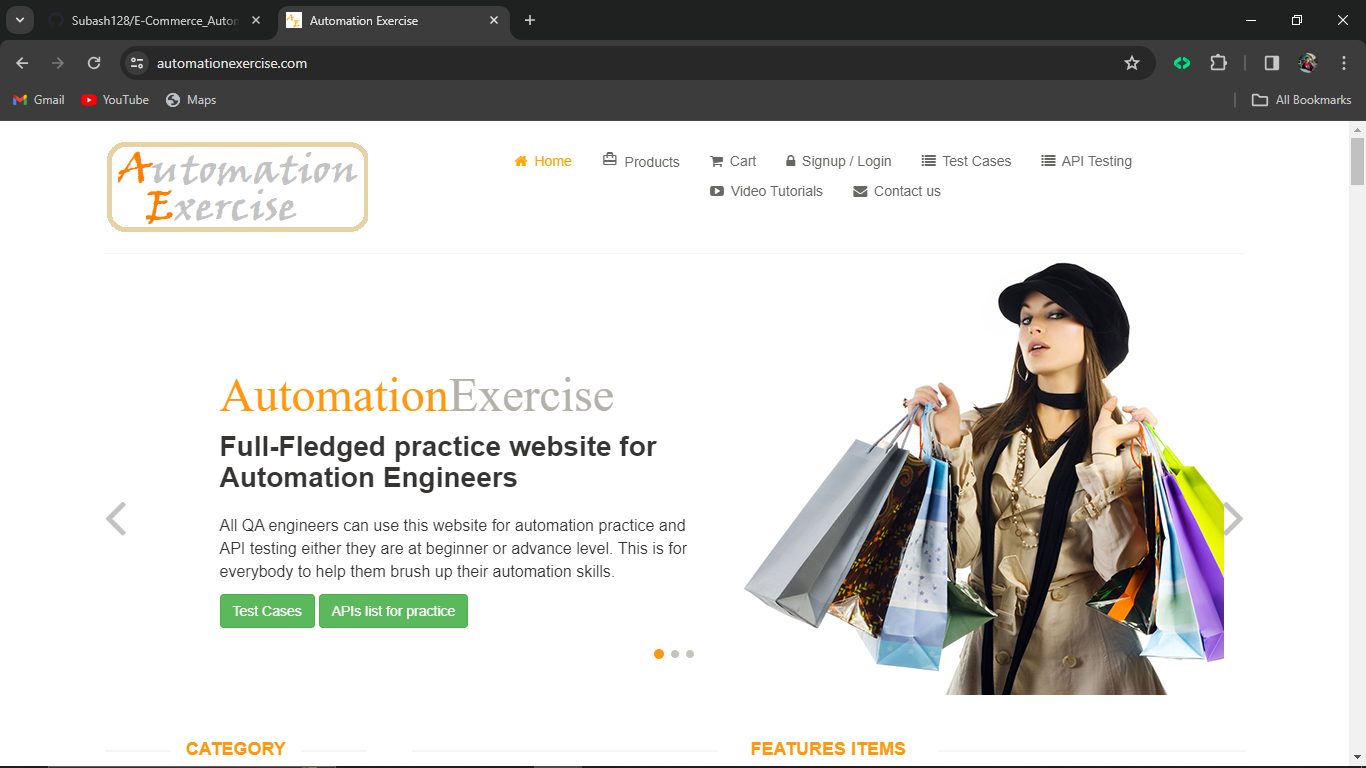 Subash128/E-Commerce_Auton
Automation Exercise
automationexercise.com
Gmail YouTube Maps All Bookmarks
Automation
Exercise
Home Products Cart Signup / Login Test Cases API Testing
Video Tutorials Contact us
AutomationExercise
Full-Fledged practice website for
Automation Engineers
All QA engineers can use this website for automation practice and
API testing either they are at beginner or advance level. This is for
everybody to help them brush up their automation skills.
Test Cases APIs list for practice
CATEGORY FEATURES ITEMS